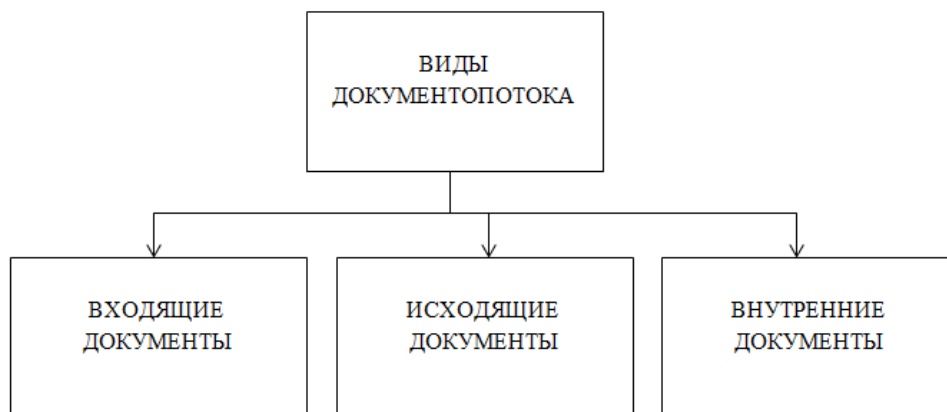 ВИДЫ
ДОКУМЕНТОПОТОКА
ВХОДЯЩИЕ
ДОКУМЕНТЫ
ИСХОДЯЩИЕ
ДОКУМЕНТЫ
ВНУТРЕННИЕ
ДОКУМЕНТЫ